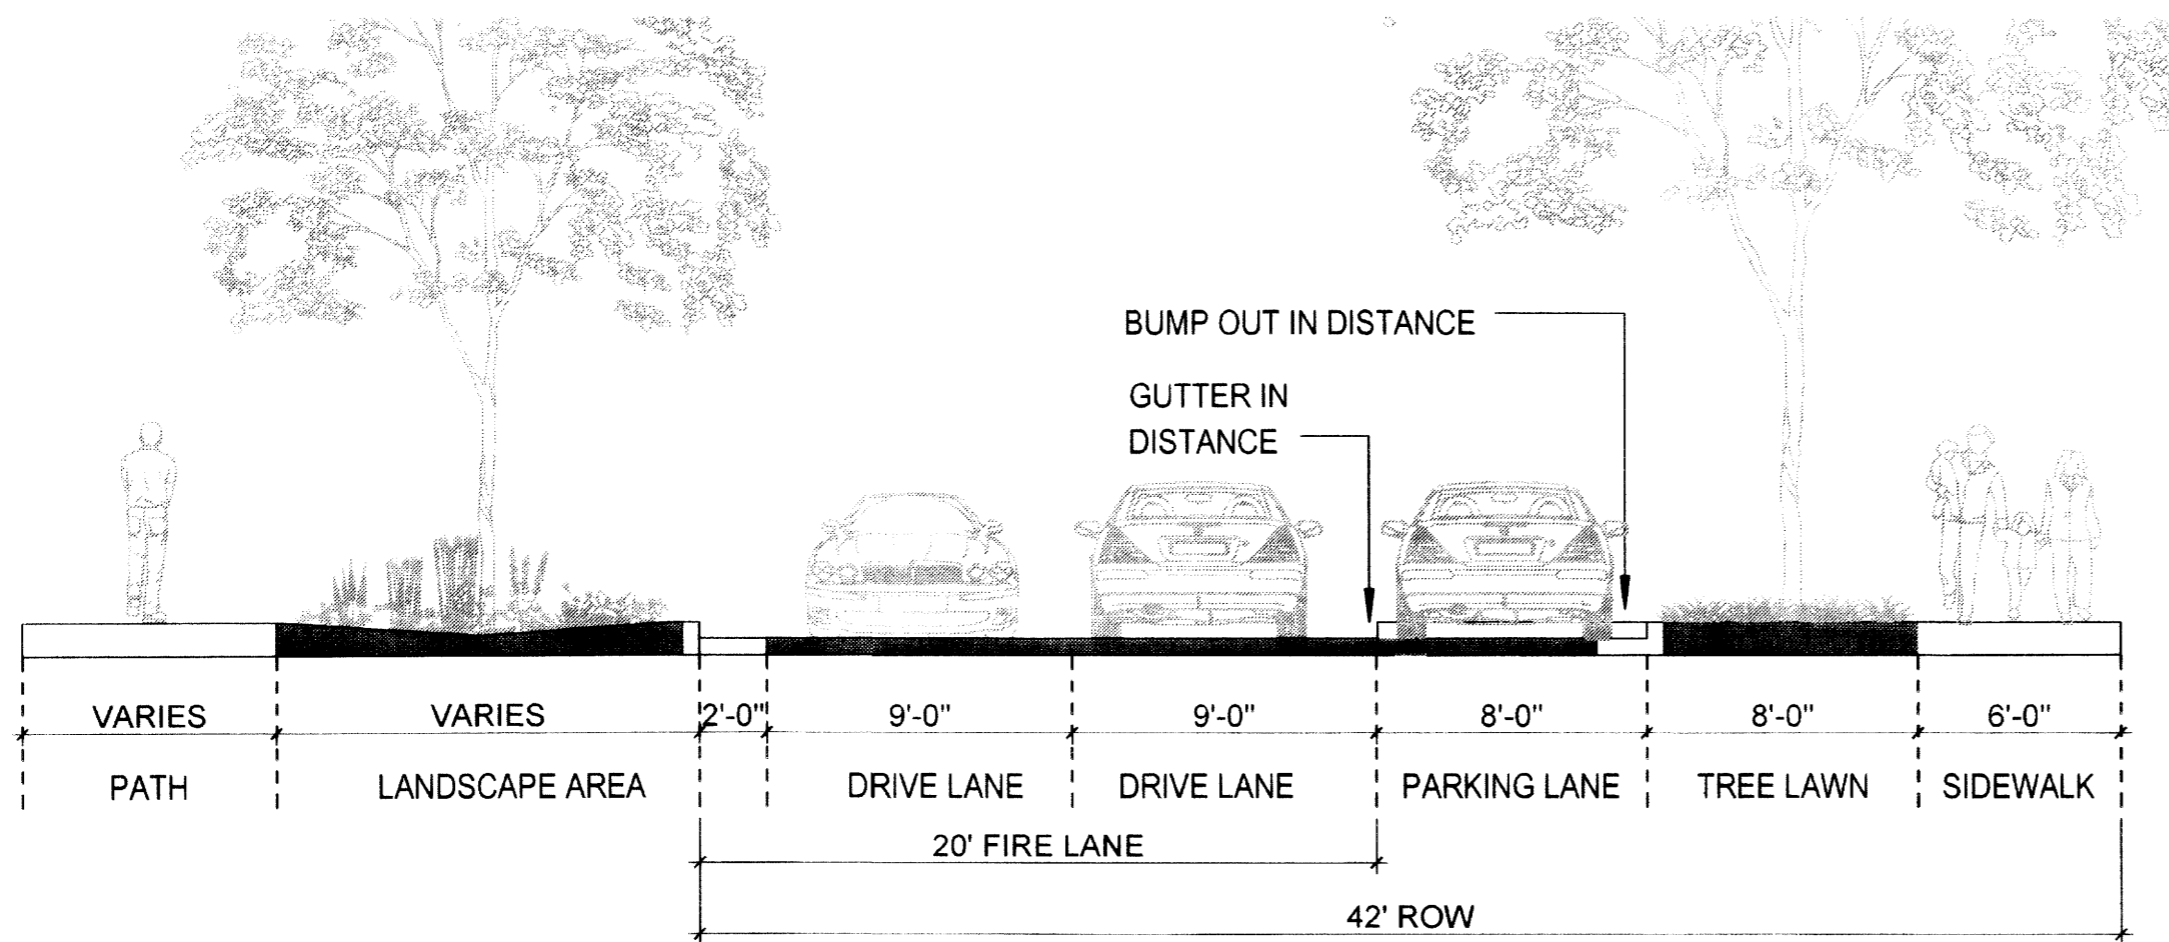 BUMP OUT IN DISTANCE
GUTTER IN
DISTANCE
VARIES VARIES 2'-0" 9'-0" 9'-0" 8'-0" 8'-0" 6'-0"
PATH LANDSCAPE AREA DRIVE LANE DRIVE LANE PARKING LANE TREE LAWN SIDEWALK
20' FIRE LANE
42' ROW